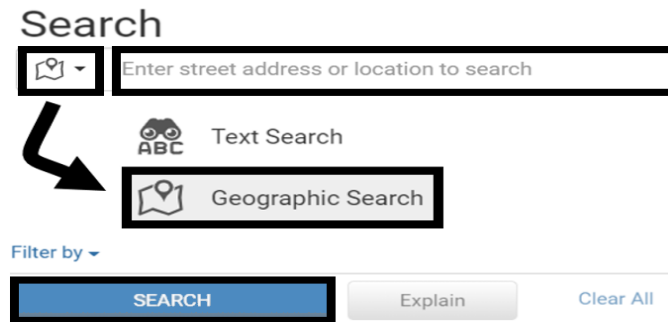 Search
Enter street address or location to search
ABC Text Search
Geographic Search
Filter by
SEARCH Explain Clear All